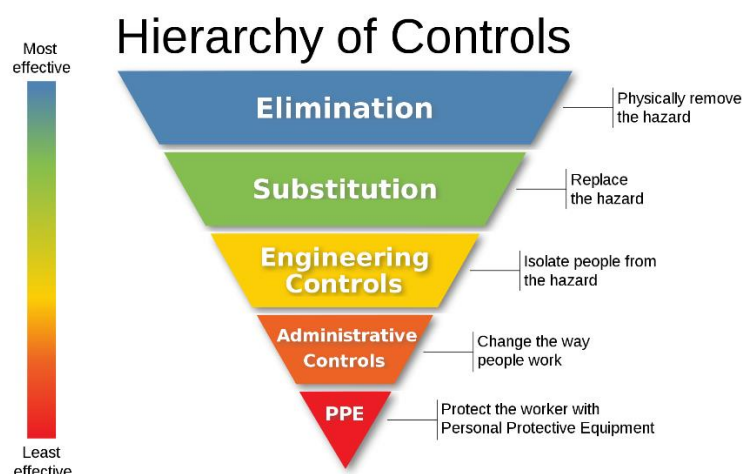 Hierarchy of Controls
Most
effective
Elimination
Physically remove
the hazard
Substitution
Replace
the hazard
Engineering
Controls
Isolate people from
the hazard
Administrative
Controls
Change the way
people work
PPE
Protect the worker with
Personal Protective Equipment
Least
effective